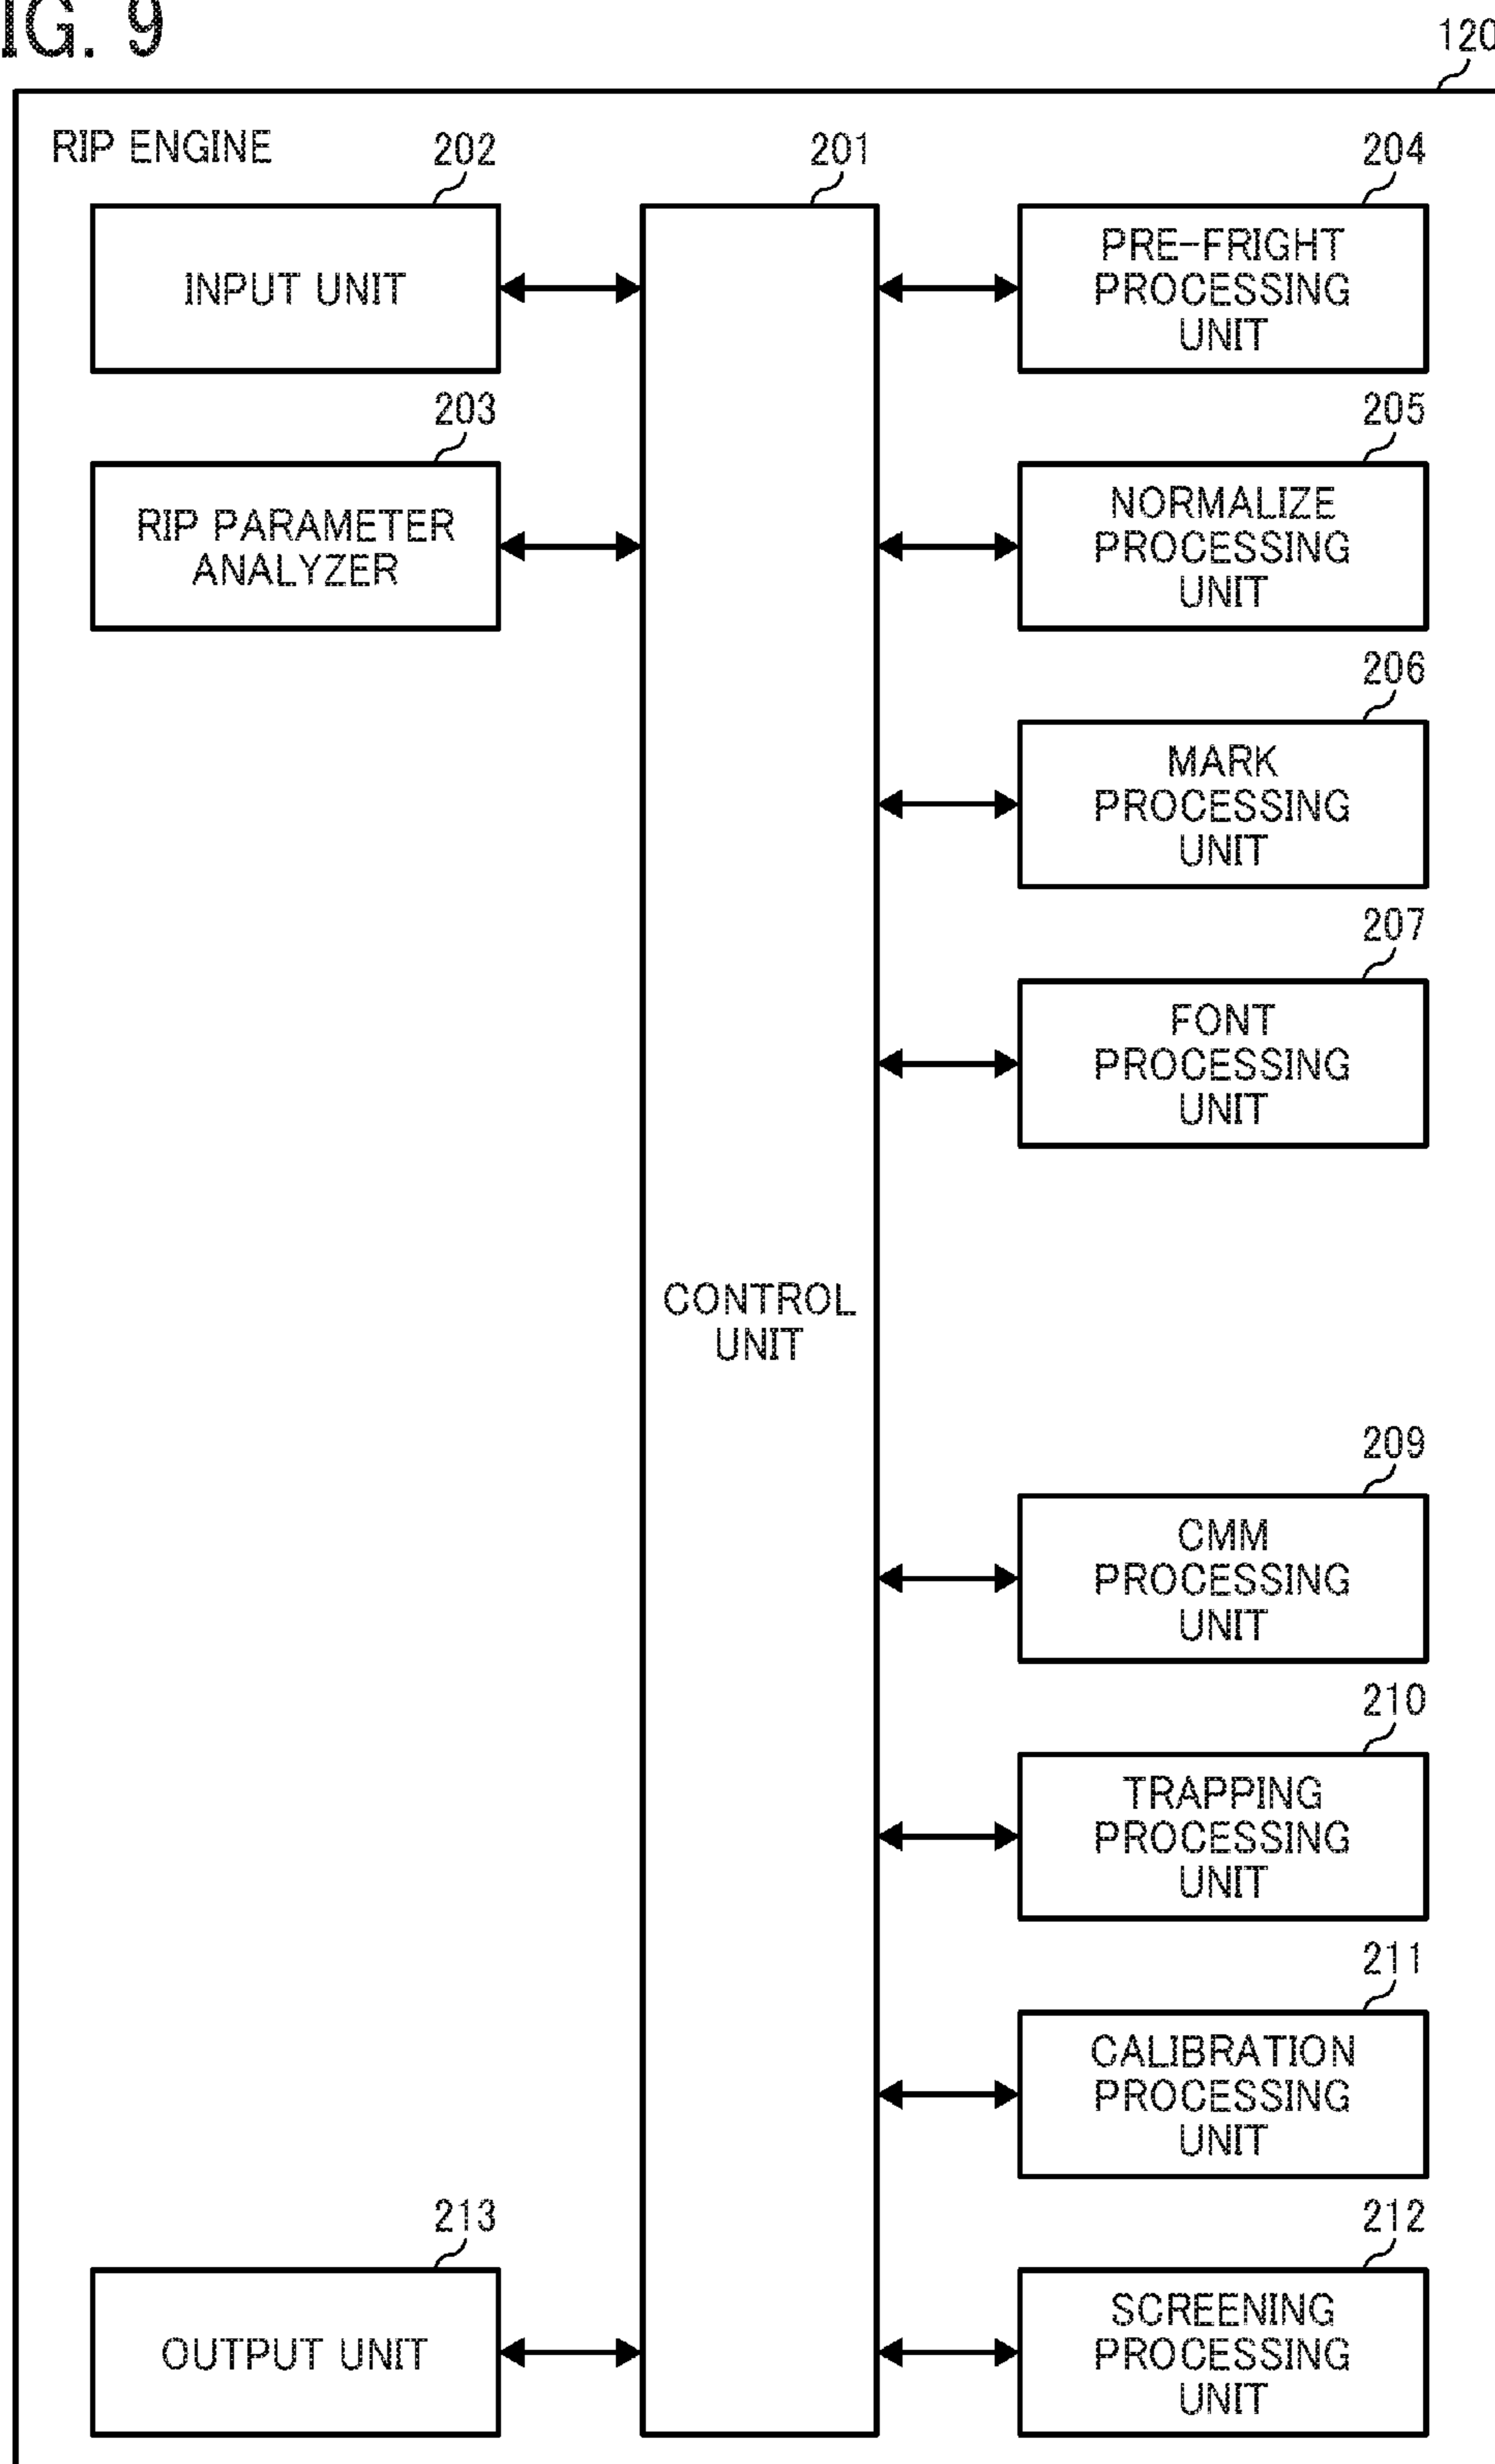 IG. 9
120
RIP ENGINE
202
201
204
INPUT UNIT
PRE-FRIGHT
PROCESSING
UNIT
203
205
RIP PARAMETER
ANALYZER
NORMALIZE
PROCESSING
UNIT
206
MARK
PROCESSING
UNIT
207
FONT
PROCESSING
UNIT
CONTROL
UNIT
209
CMM
PROCESSING
UNIT
210
TRAPPING
PROCESSING
UNIT
211
CALIBRATION
PROCESSING
UNIT
213
212
OUTPUT UNIT
SCREENING
PROCESSING
UNIT